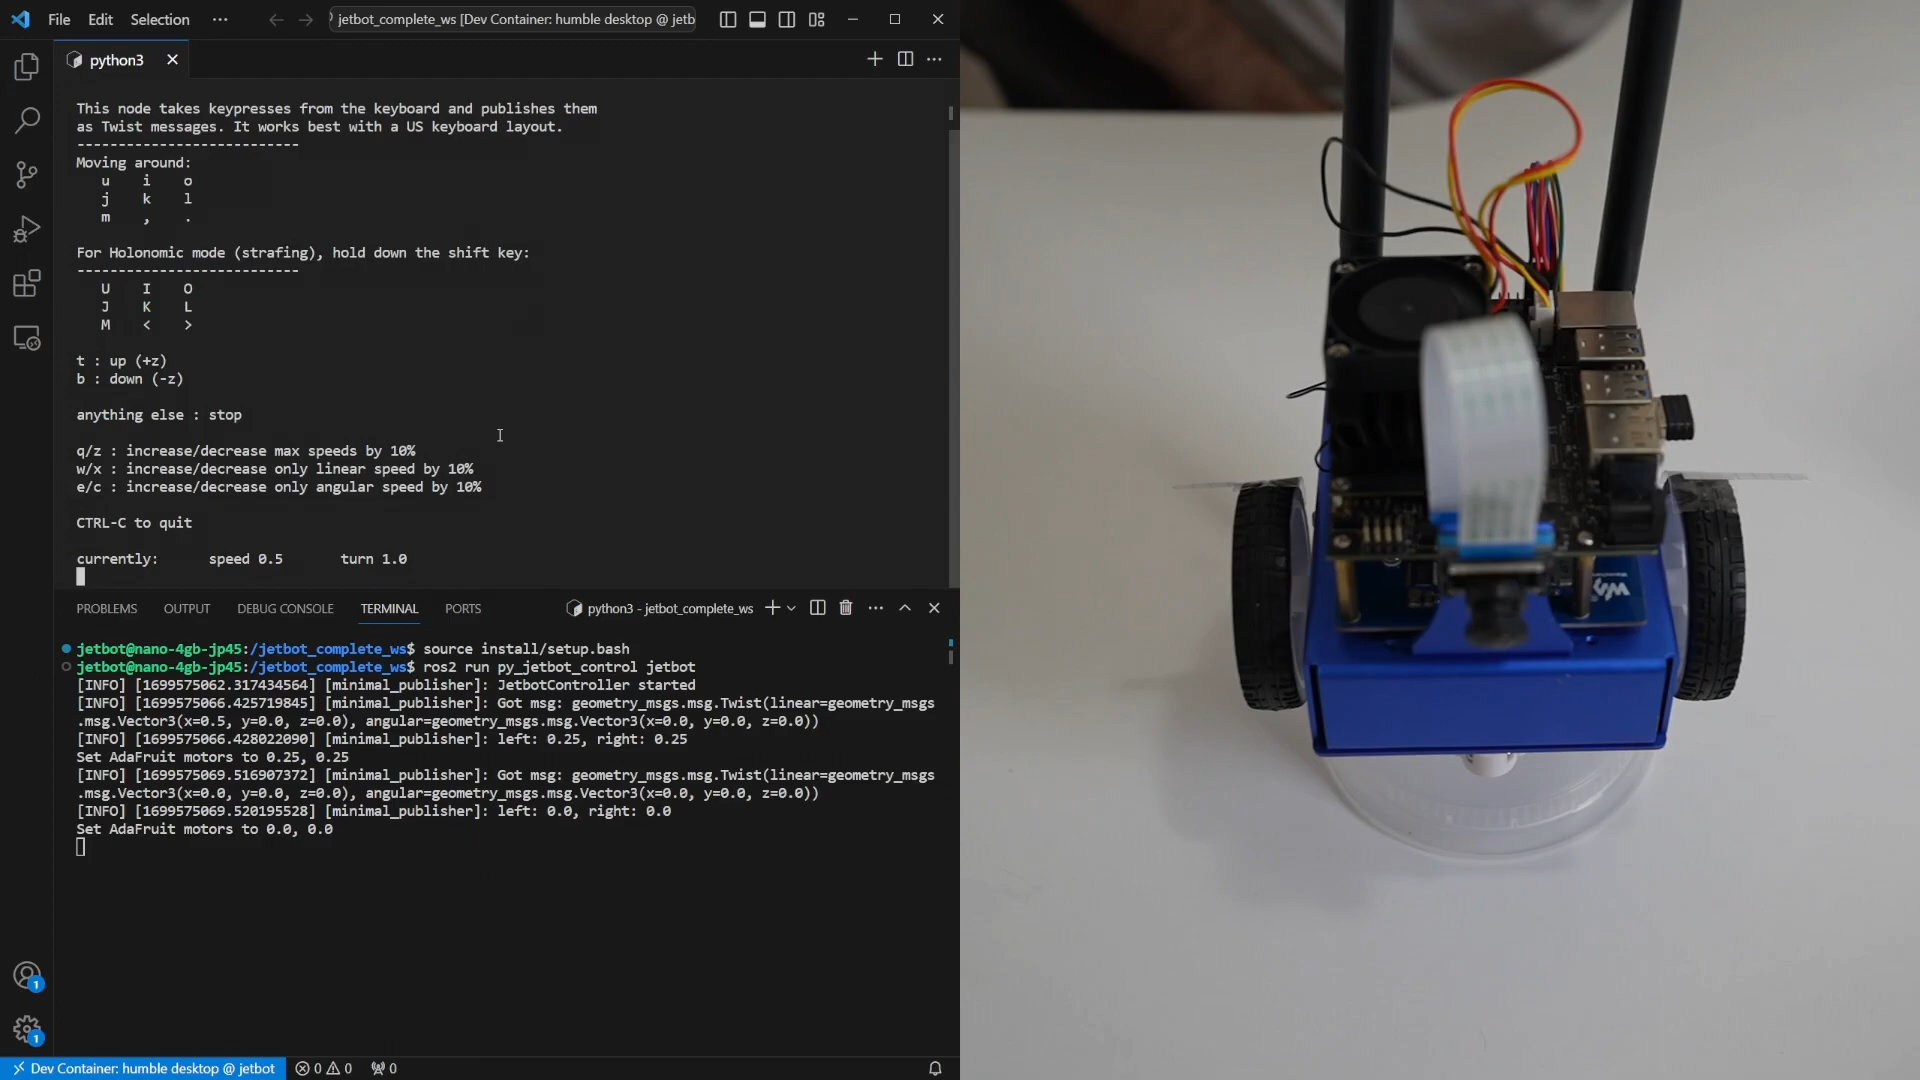 File Edit Selection ···
jetbot_complete_ws [Dev Container: humble desktop @ jetb
python3
This node takes keypresses from the keyboard and publishes them
as Twist messages. It works best with a US keyboard layout.
---------------------------
Moving around:
u i o
j k l
m , .
For Holonomic mode (strafing), hold down the shift key:
---------------------------
U I O
J K L
M < >
t : up (+z)
b : down (-z)
anything else : stop
q/z : increase/decrease max speeds by 10%
w/x : increase/decrease only linear speed by 10%
e/c : increase/decrease only angular speed by 10%
CTRL-C to quit
currently: speed 0.5 turn 1.0
PROBLEMS OUTPUT DEBUG CONSOLE TERMINAL PORTS python3 - jetbot_complete_ws
jetbot@nano-4gb-jp45:/jetbot_complete_ws$ source install/setup.bash
jetbot@nano-4gb-jp45:/jetbot_complete_ws$ ros2 run py_jetbot_control jetbot
[INFO] [1699575062.317434564] [minimal_publisher]: JetbotController started
[INFO] [1699575066.425719845] [minimal_publisher]: Got msg: geometry_msgs.msg.Twist(linear=geometry_msgs
.msg.Vector3(x=0.5, y=0.0, z=0.0), angular=geometry_msgs.msg.Vector3(x=0.0, y=0.0, z=0.0))
[INFO] [1699575066.428022090] [minimal_publisher]: left: 0.25, right: 0.25
Set AdaFruit motors to 0.25, 0.25
[INFO] [1699575069.516907372] [minimal_publisher]: Got msg: geometry_msgs.msg.Twist(linear=geometry_msgs
.msg.Vector3(x=0.0, y=0.0, z=0.0), angular=geometry_msgs.msg.Vector3(x=0.0, y=0.0, z=0.0))
[INFO] [1699575069.520195528] [minimal_publisher]: left: 0.0, right: 0.0
Set AdaFruit motors to 0.0, 0.0
1
1
Dev Container: humble desktop @ jetbot 0 0 0